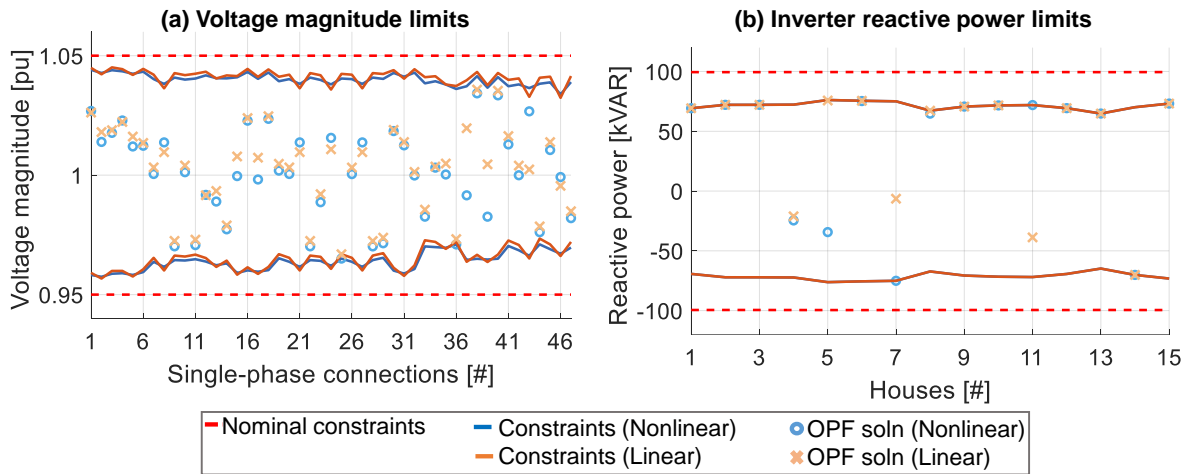 (a) Voltage magnitude limits
(b) Inverter reactive power limits
Voltage magnitude [pu]
1.05
1
0.95
1 6 11 16 21 26 31 36 41 46
Single-phase connections [#]
Reactive power [kVAR]
100
50
0
-50
-100
1 3 5 7 9 11 13 15
Houses [#]
Nominal constraints
Constraints (Nonlinear)
OPF soln (Nonlinear)
Constraints (Linear)
OPF soln (Linear)